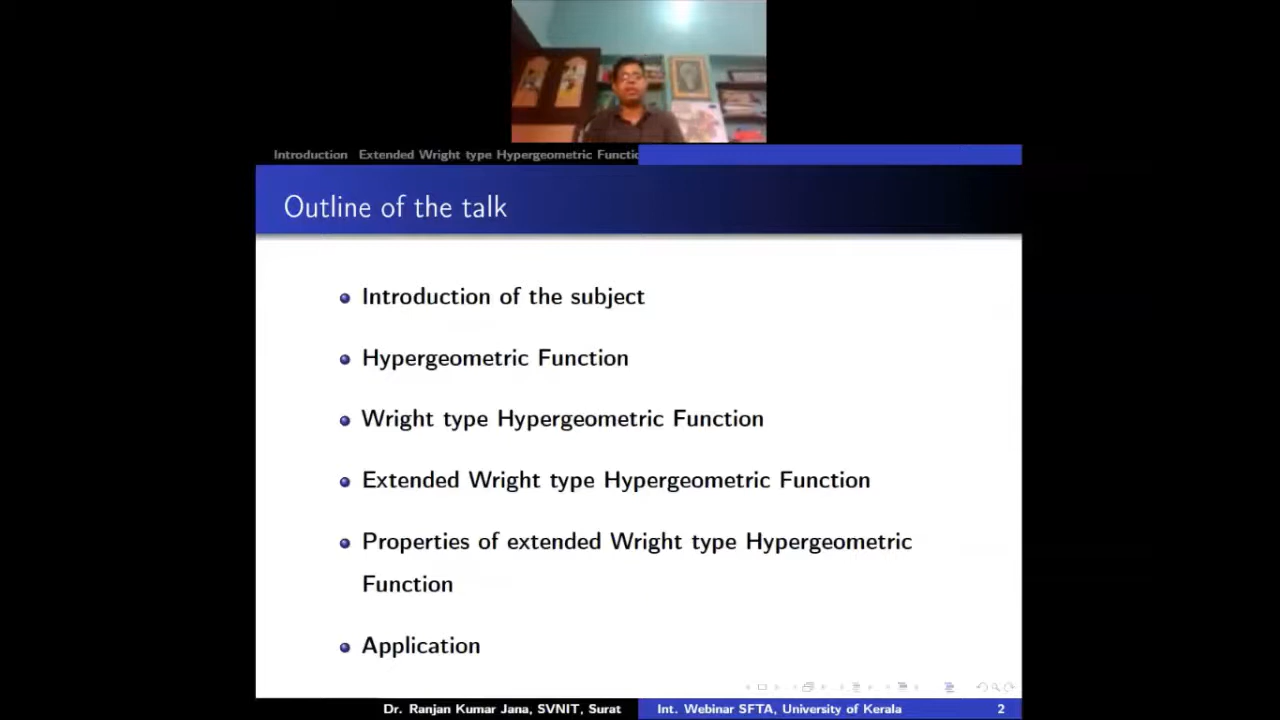 Introduction Extended Wright type Hypergeometric Functio
Outline of the talk
Introduction of the subject
Hypergeometric Function
Wright type Hypergeometric Function
Extended Wright type Hypergeometric Function
Properties of extended Wright type Hypergeometric
Function
Application
Dr. Ranjan Kumar Jana, SVNIT, Surat Int. Webinar SFTA, University of Kerala 2